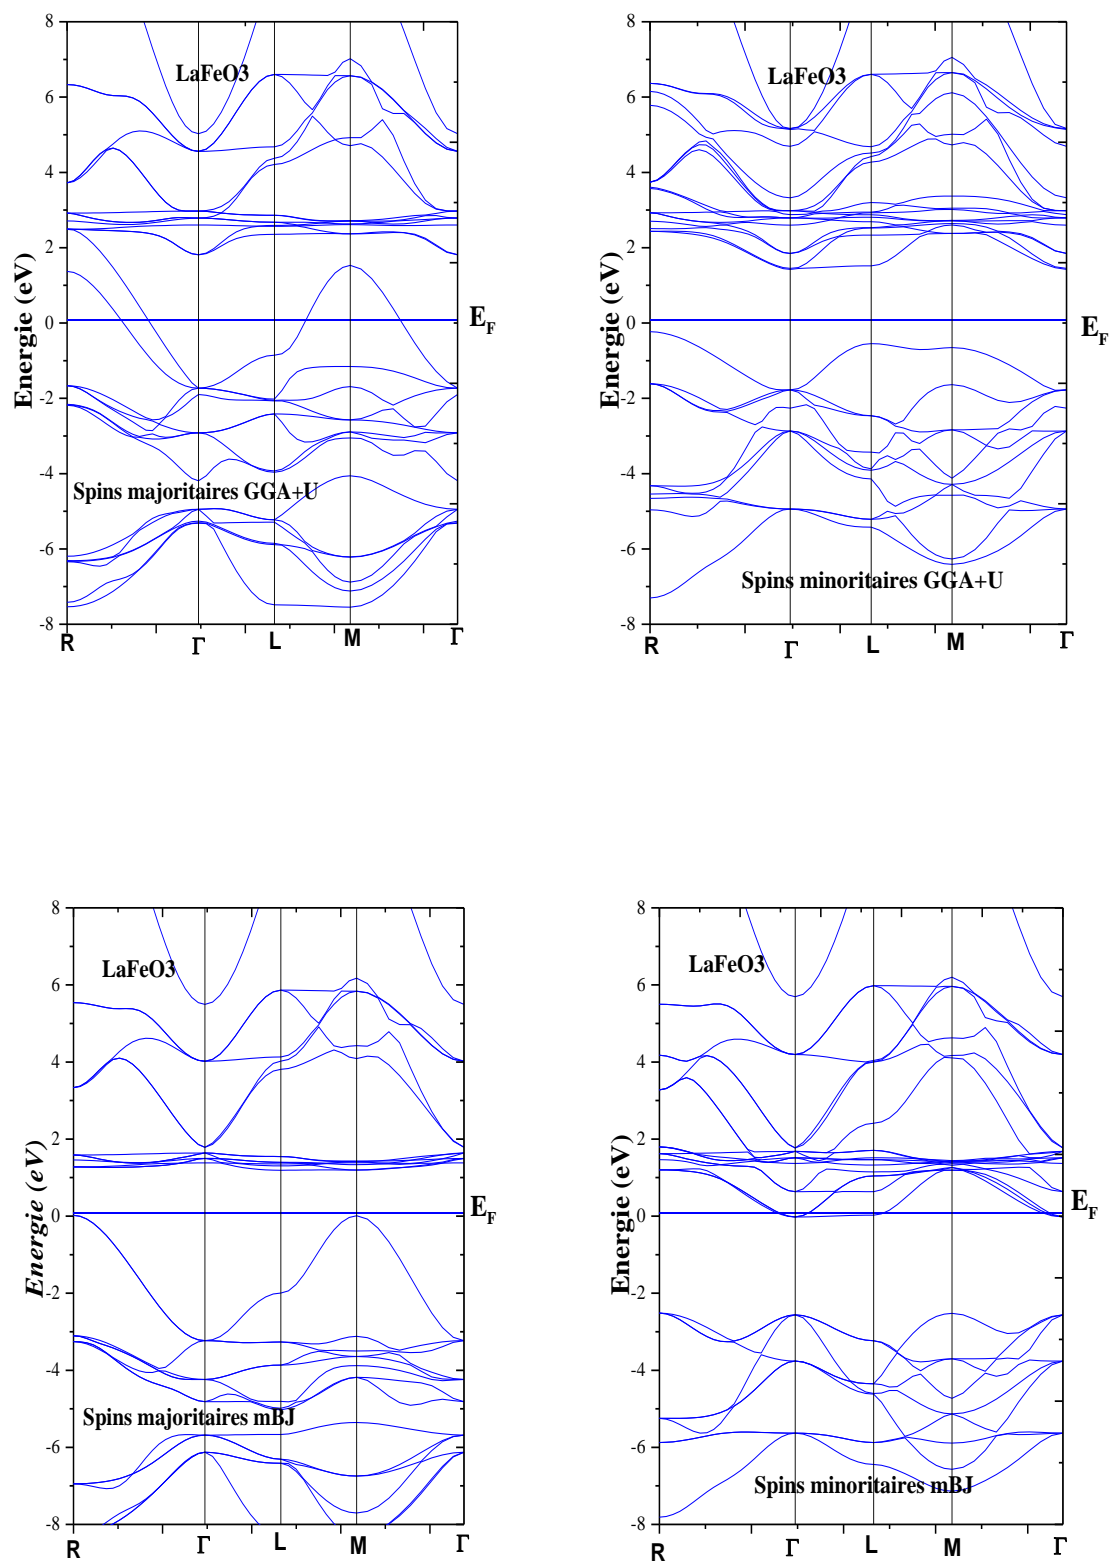 8
6
4
2
0
-2
-4
-6
-8
Energie (eV)
LaFeO3
Spins majoritaires GGA+U
E_F
R Γ L M Γ
8
6
4
2
0
-2
-4
-6
-8
Energie (eV)
LaFeO3
Spins minoritaires GGA+U
E_F
R Γ L M Γ
8
6
4
2
0
-2
-4
-6
-8
Energie (eV)
LaFeO3
Spins majoritaires mBJ
E_F
R Γ L M Γ
8
6
4
2
0
-2
-4
-6
-8
Energie (eV)
LaFeO3
Spins minoritaires mBJ
E_F
R Γ L M Γ